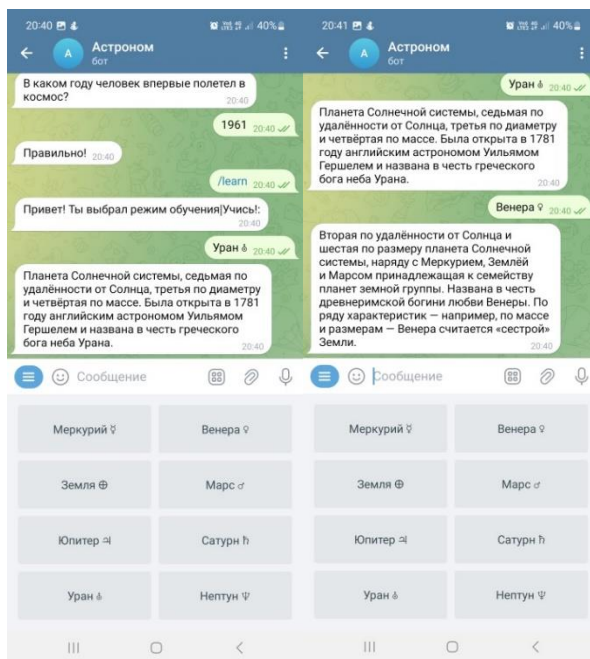 20:40
40%
Астроном
бот
В каком году человек впервые полетел в
космос?
20:40
1961 20:40
Правильно! 20:40
/learn 20:40
Привет! Ты выбрал режим обучения|Учись!:
20:40
Уран ⛢ 20:40
Планета Солнечной системы, седьмая по
удалённости от Солнца, третья по диаметру
и четвёртая по массе. Была открыта в 1781
году английским астрономом Уильямом
Гершелем и названа в честь греческого
бога неба Урана.
20:40
Сообщение
Меркурий ☿ Венера ♀
Земля ⊕ Марс ♂
Юпитер ♃ Сатурн ♄
Уран ⛢ Нептун ♆
20:41
40%
А
Астроном
бот
Уран ⛢ 20:40
Планета Солнечной системы, седьмая по
удалённости от Солнца, третья по диаметру
и четвёртая по массе. Была открыта в 1781
году английским астрономом Уильямом
Гершелем и названа в честь греческого
бога неба Урана.
20:40
Венера ♀ 20:40
Вторая по удалённости от Солнца и
шестая по размеру планета Солнечной
системы, наряду с Меркурием, Землёй
и Марсом принадлежащая к семейству
планет земной группы. Названа в честь
древнеримской богини любви Венеры. По
ряду характеристик — например, по массе
и размерам — Венера считается «сестрой»
Земли.
20:40
Сообщение
Меркурий ☿ Венера ♀
Земля ⊕ Марс ♂
Юпитер ♃ Сатурн ♄
Уран ⛢ Нептун ♆